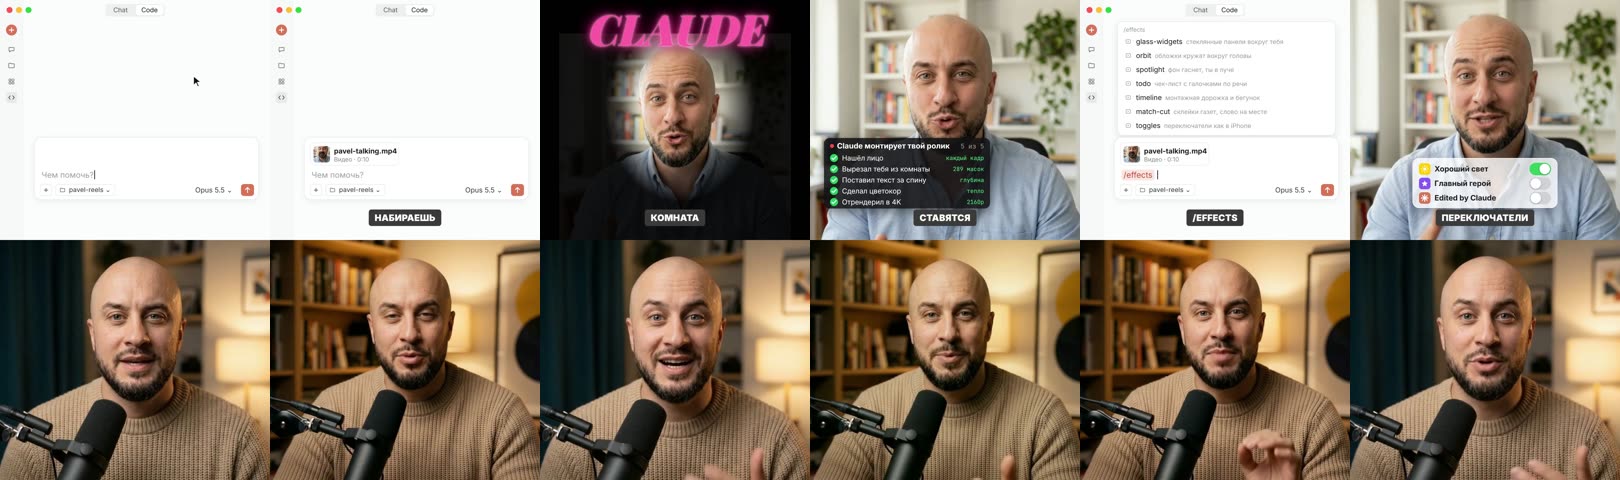 Chat Code
Чем помочь?
pavel-reels
Opus 5.5
Chat Code
pavel-talking.mp4
Видео · 0:10
Чем помочь?
pavel-reels
Opus 5.5
НАБИРАЕШЬ
CLAUDE
КОМНАТА
Claude монтирует твой ролик 5 из 5
Нашёл лицо каждый кадр
Вырезал тебя из комнаты 289 масок
Поставил текст за спину глубина
Сделал цветокор тепло
Отрендерил в 4K 2160p
СТАВЯТСЯ
Chat Code
/effects
glass-widgets стеклянные панели вокруг тебя
orbit обложки кружат вокруг головы
spotlight фон гаснет, ты в луче
todo чек-лист с галочками по речи
timeline монтажная дорожка и бегунок
match-cut склейки газет, слово на месте
toggles переключатели как в iPhone
pavel-talking.mp4
Видео · 0:10
/effects
pavel-reels
Opus 5.5
/EFFECTS
Хороший свет
Главный герой
Edited by Claude
ПЕРЕКЛЮЧАТЕЛИ